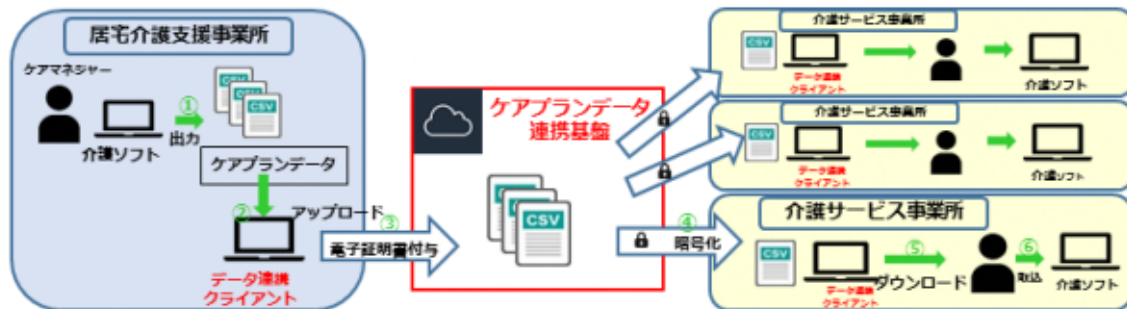 居宅介護支援事業所
ケアマネジャー
介護ソフト
①
出力
CSV
CSV
CSV
ケアプランデータ
②
アップロード
データ連携
クライアント
③
電子証明書付与
ケアプランデータ
連携基盤
CSV
④
暗号化
介護サービス事業所
CSV
データ連携
クライアント
介護ソフト
介護サービス事業所
CSV
データ連携
クライアント
介護ソフト
介護サービス事業所
CSV
データ連携
クライアント
⑤
ダウンロード
⑥
取込
介護ソフト